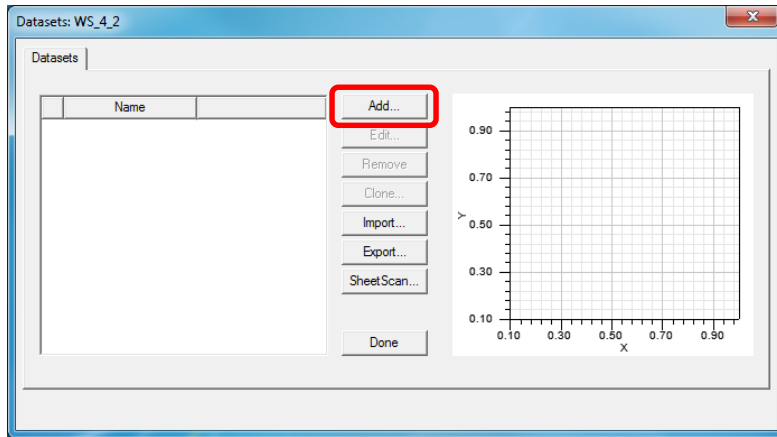 Datasets: WS_4_2
Datasets
Name
Add...
Edit...
Remove
Clone...
Import...
Export...
SheetScan...
Done
0.90
0.70
Y
0.50
0.30
0.10
0.10 0.30 0.50 0.70 0.90
X